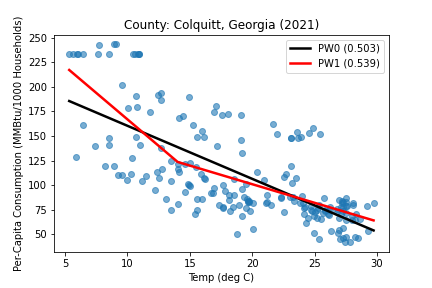 County: Colquitt, Georgia (2021)
Per-Capita Consumption (MMBtu/1000 Households)
250
225
200
175
150
125
100
75
50
PW0 (0.503)
PW1 (0.539)
5 10 15 20 25 30
Temp (deg C)